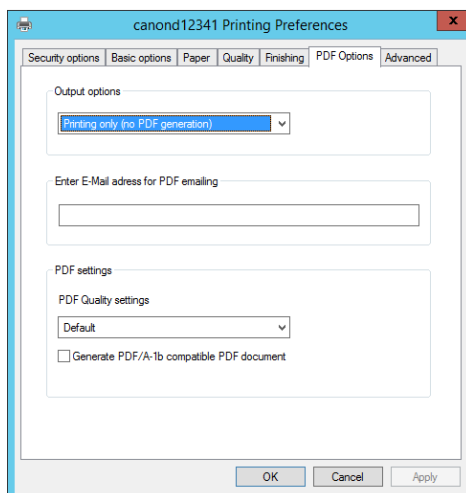 canond12341 Printing Preferences
x
Security options Basic options Paper Quality Finishing PDF Options Advanced
Output options
Printing only (no PDF generation)
Enter E-Mail adress for PDF emailing
PDF settings
PDF Quality settings
Default
Generate PDF/A-1b compatible PDF document
OK Cancel Apply